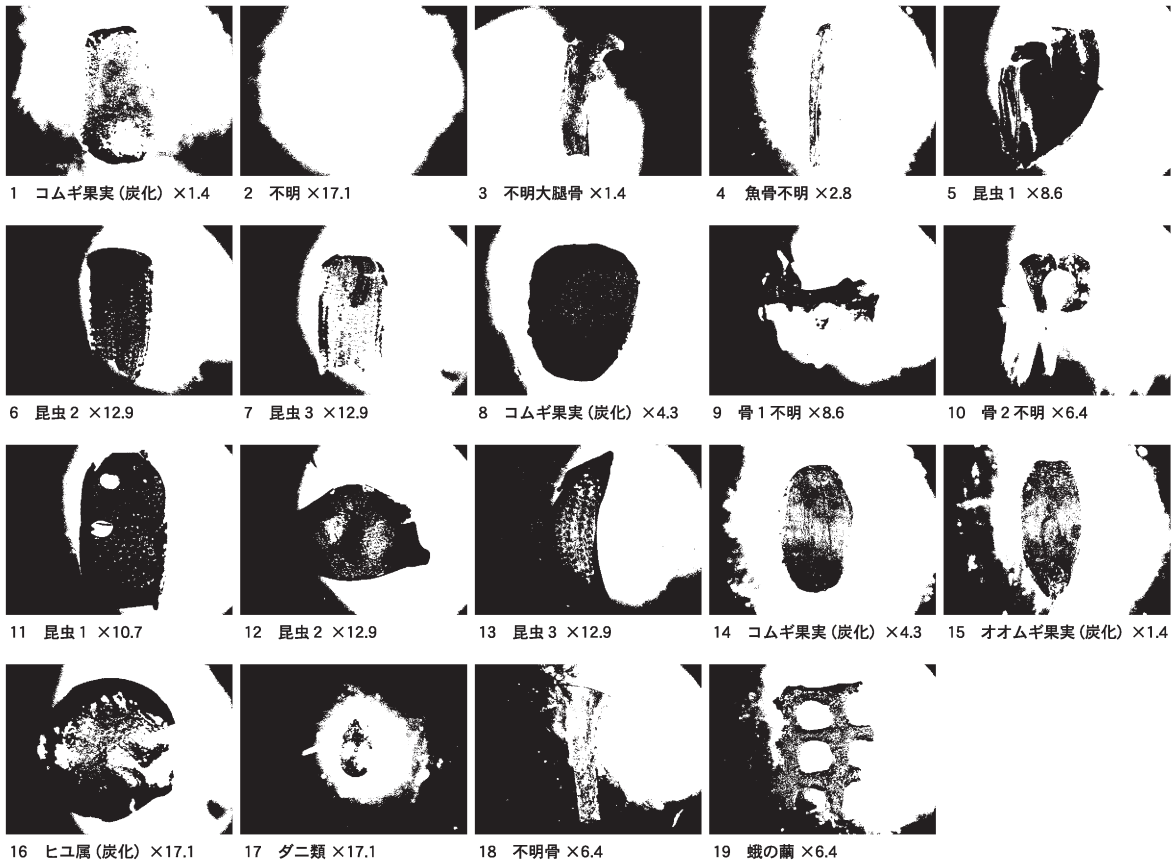 1 コムギ果実（炭化）×1.4
2 不明 ×17.1
3 不明大腿骨 ×1.4
4 魚骨不明 ×2.8
5 昆虫1 ×8.6
6 昆虫2 ×12.9
7 昆虫3 ×12.9
8 コムギ果実（炭化）×4.3
9 骨1不明 ×8.6
10 骨2不明 ×6.4
11 昆虫1 ×10.7
12 昆虫2 ×12.9
13 昆虫3 ×12.9
14 コムギ果実（炭化）×4.3
15 オオムギ果実（炭化）×1.4
16 ヒユ属（炭化）×17.1
17 ダニ類 ×17.1
18 不明骨 ×6.4
19 蛾の繭 ×6.4